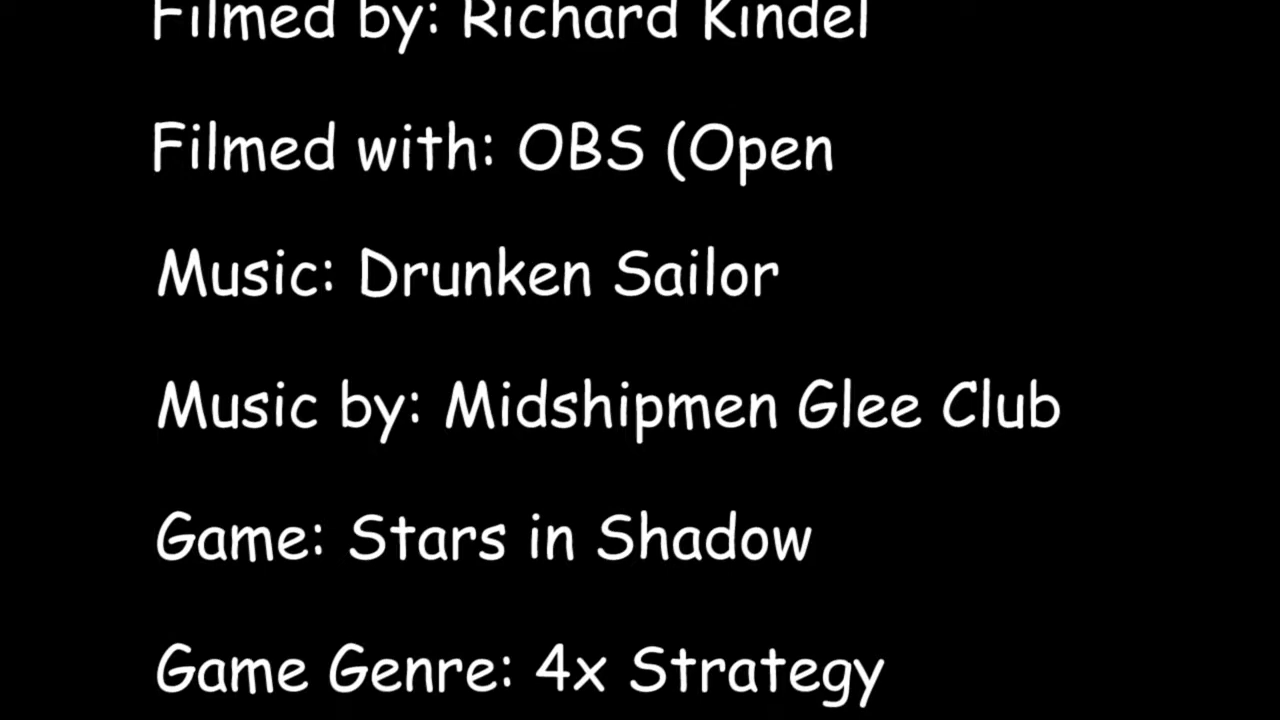 Filmed by: Richard Kindel
Filmed with: OBS (Open
Music: Drunken Sailor
Music by: Midshipmen Glee Club
Game: Stars in Shadow
Game Genre: 4x Strategy